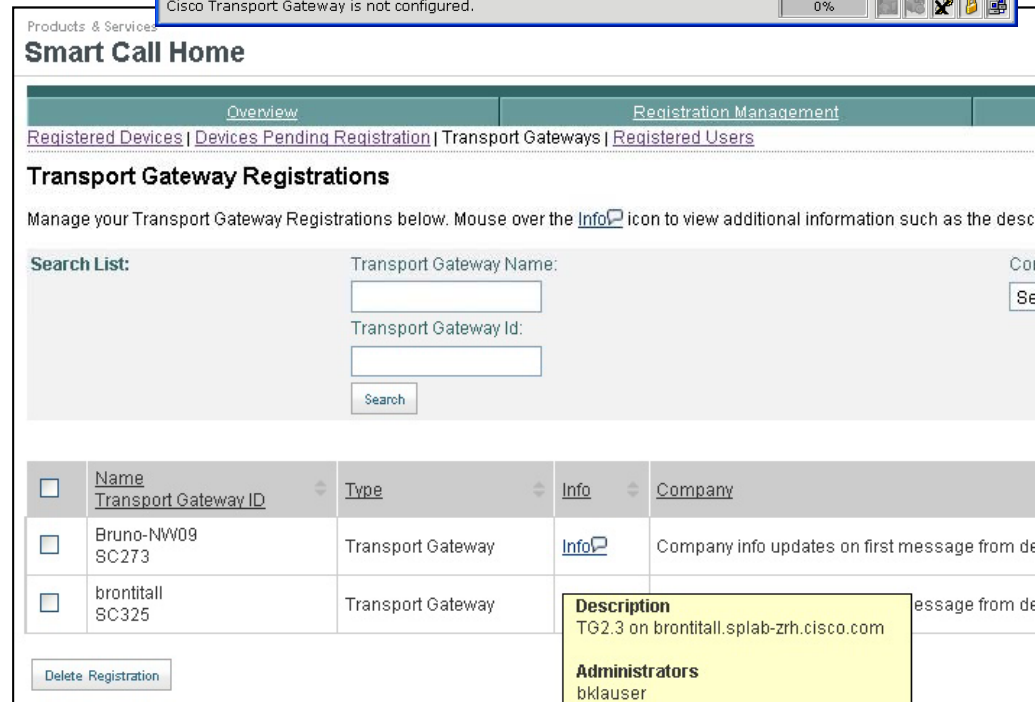 Cisco Transport Gateway is not configured.
0%
Products & Services
Smart Call Home
Overview
Registration Management
Registered Devices | Devices Pending Registration | Transport Gateways | Registered Users
Transport Gateway Registrations
Manage your Transport Gateway Registrations below. Mouse over the Info icon to view additional information such as the desc
Search List:
Transport Gateway Name:
Transport Gateway Id:
Search
Name
Transport Gateway ID
Type
Info
Company
Bruno-NW09
SC273
Transport Gateway
Info
Company info updates on first message from de
brontitall
SC325
Transport Gateway
essage from de
Description
TG2.3 on brontitall.splab-zrh.cisco.com
Administrators
bklauser
Delete Registration